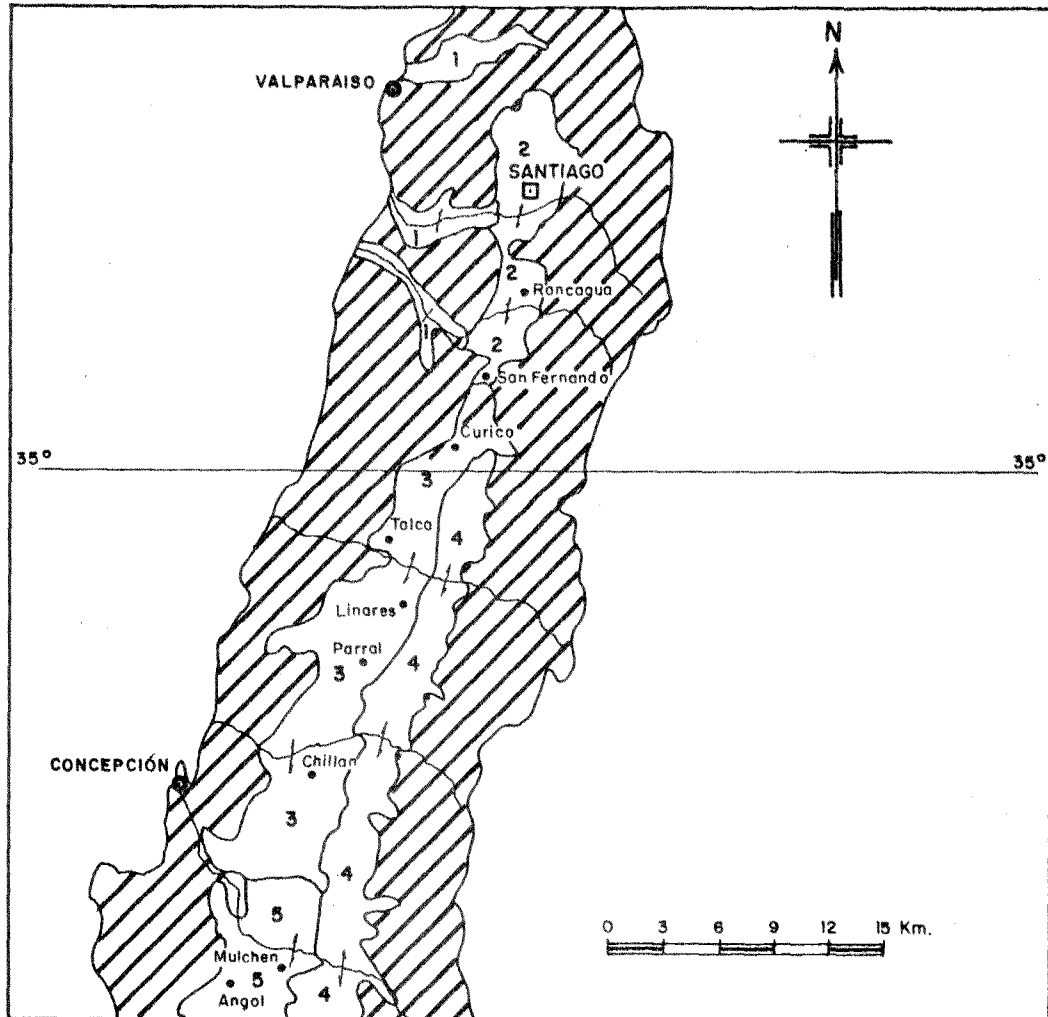 N
1
VALPARAISO
2
SANTIAGO
1
2
Rancagua
1
2
San Fernando
Curico
35° 35°
3
Talca
4
Linares
Parral
3
4
CONCEPCIÓN
Chillan
3
4
5
0 3 6 9 12 15 Km.
Mulchen
5
Angol
4